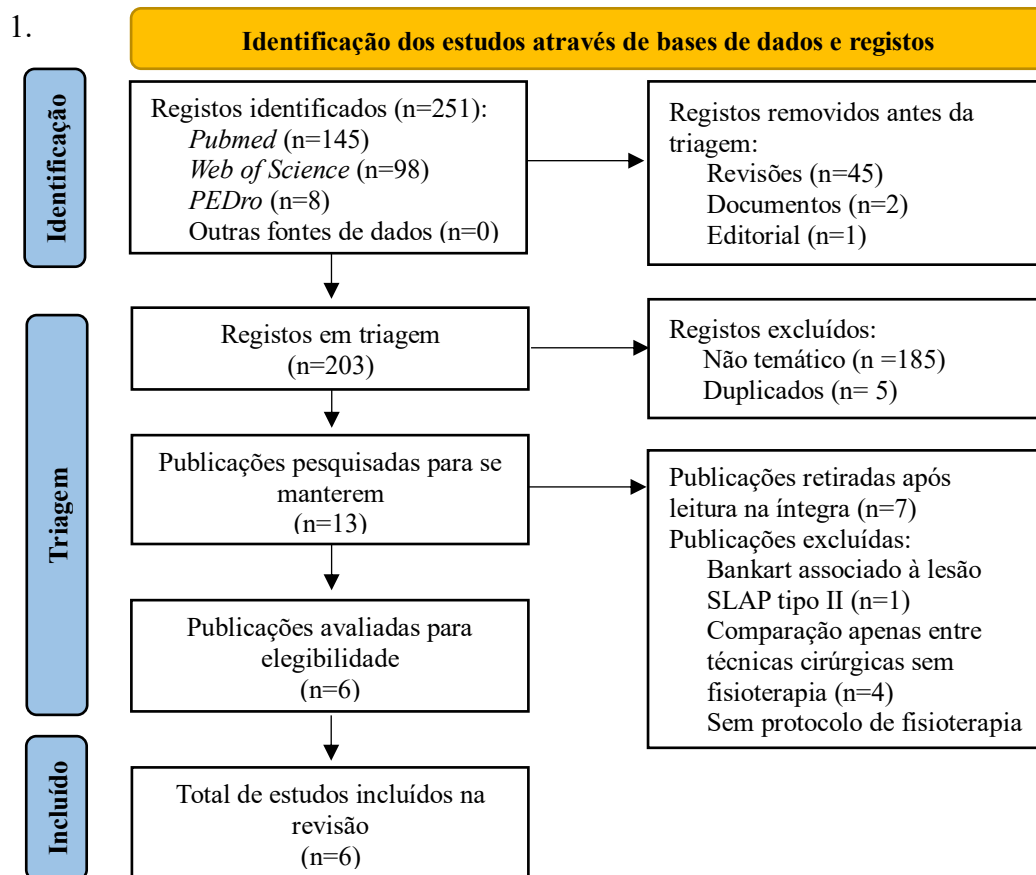 1.
Identificação dos estudos através de bases de dados e registos
Identificação
Registos identificados (n=251):
Pubmed (n=145)
Web of Science (n=98)
PEDro (n=8)
Outras fontes de dados (n=0)
Registos removidos antes da
triagem:
Revisões (n=45)
Documentos (n=2)
Editorial (n=1)
Triagem
Registos em triagem
(n=203)
Registos excluídos:
Não temático (n =185)
Duplicados (n= 5)
Publicações pesquisadas para se
manterem
(n=13)
Publicações retiradas após
leitura na íntegra (n=7)
Publicações excluídas:
Bankart associado à lesão
SLAP tipo II (n=1)
Comparação apenas entre
técnicas cirúrgicas sem
fisioterapia (n=4)
Sem protocolo de fisioterapia
Publicações avaliadas para
elegibilidade
(n=6)
Incluído
Total de estudos incluídos na
revisão
(n=6)